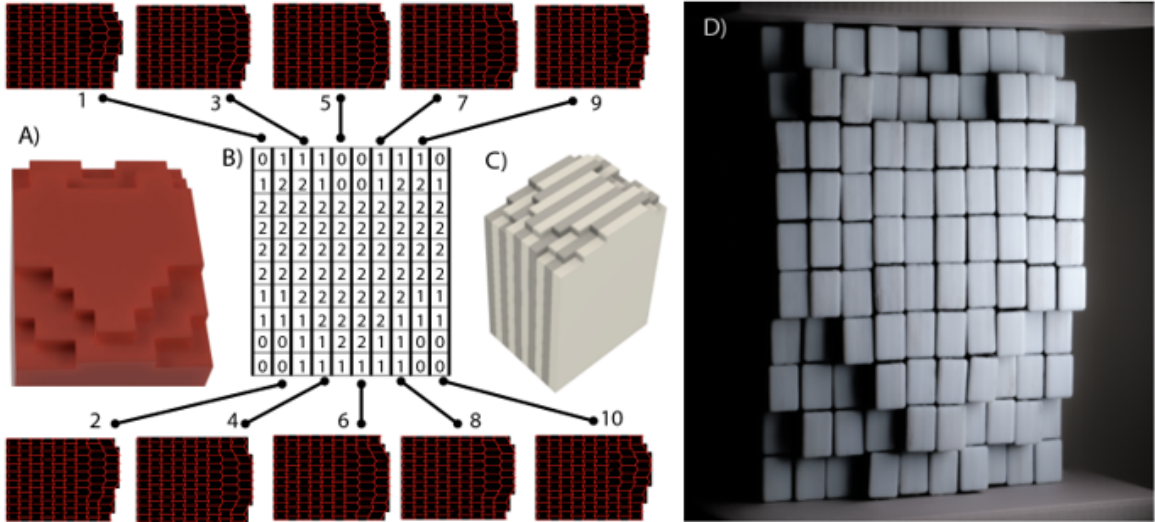 1 3 5 7 9
A) B) C) D)
0 1 1 1 0 0 1 1 1 0
1 2 2 1 0 0 1 2 2 1
2 2 2 2 2 2 2 2 2 2
2 2 2 2 2 2 2 2 2 2
2 2 2 2 2 2 2 2 2 2
2 2 2 2 2 2 2 2 2 2
1 1 2 2 2 2 2 2 1 1
1 1 1 2 2 2 2 1 1 1
0 0 1 1 2 2 1 1 0 0
0 0 1 1 1 1 1 1 0 0
2 4 6 8 10